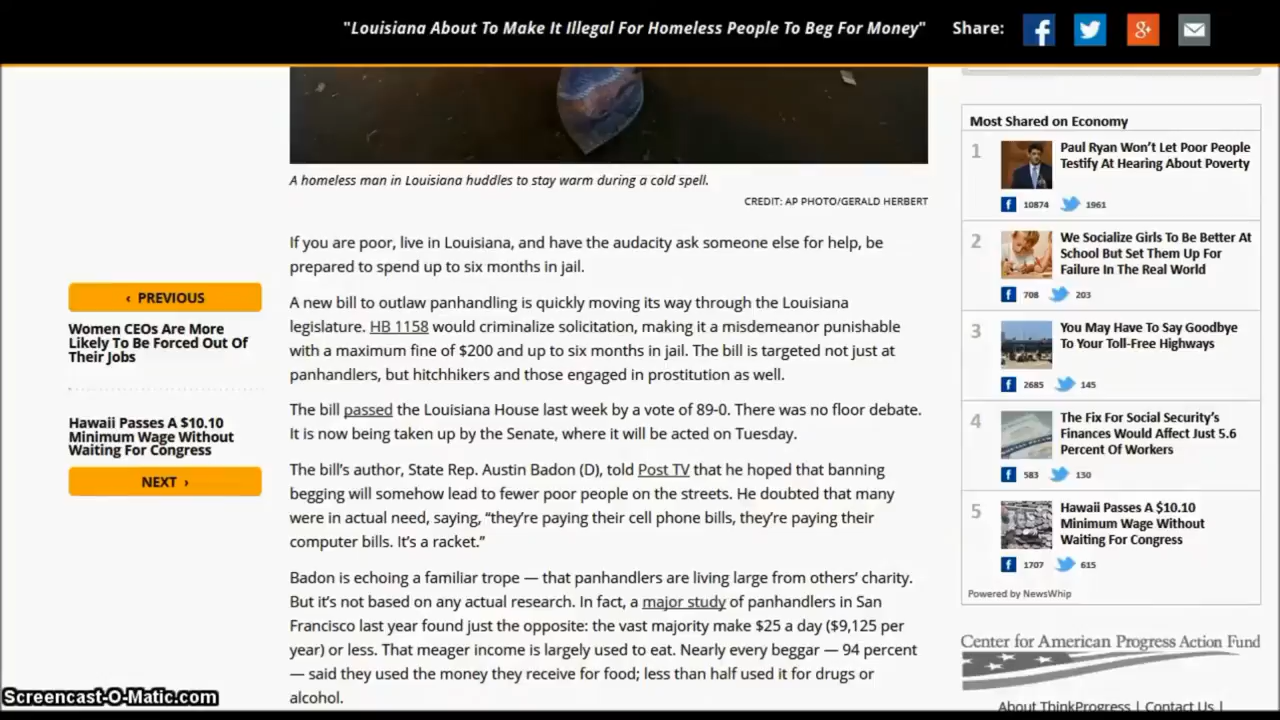 "Louisiana About To Make It Illegal For Homeless People To Beg For Money"
Share:
A homeless man in Louisiana huddles to stay warm during a cold spell.
CREDIT: AP PHOTO/GERALD HERBERT
If you are poor, live in Louisiana, and have the audacity ask someone else for help, be
prepared to spend up to six months in jail.
A new bill to outlaw panhandling is quickly moving its way through the Louisiana
legislature. HB 1158 would criminalize solicitation, making it a misdemeanor punishable
with a maximum fine of $200 and up to six months in jail. The bill is targeted not just at
panhandlers, but hitchhikers and those engaged in prostitution as well.
The bill passed the Louisiana House last week by a vote of 89-0. There was no floor debate.
It is now being taken up by the Senate, where it will be acted on Tuesday.
The bill's author, State Rep. Austin Badon (D), told Post TV that he hoped that banning
begging will somehow lead to fewer poor people on the streets. He doubted that many
were in actual need, saying, “they're paying their cell phone bills, they're paying their
computer bills. It's a racket.”
Badon is echoing a familiar trope — that panhandlers are living large from others' charity.
But it's not based on any actual research. In fact, a major study of panhandlers in San
Francisco last year found just the opposite: the vast majority make $25 a day ($9,125 per
year) or less. That meager income is largely used to eat. Nearly every beggar — 94 percent
— said they used the money they receive for food; less than half used it for drugs or
alcohol.
‹ PREVIOUS
Women CEOs Are More
Likely To Be Forced Out Of
Their Jobs
Hawaii Passes A $10.10
Minimum Wage Without
Waiting For Congress
NEXT ›
Most Shared on Economy
1
Paul Ryan Won't Let Poor People
Testify At Hearing About Poverty
10874 1961
2
We Socialize Girls To Be Better At
School But Set Them Up For
Failure In The Real World
708 203
3
You May Have To Say Goodbye
To Your Toll-Free Highways
2685 145
4
The Fix For Social Security's
Finances Would Affect Just 5.6
Percent Of Workers
583 130
5
Hawaii Passes A $10.10
Minimum Wage Without
Waiting For Congress
1707 615
Powered by NewsWhip
Center for American Progress Action Fund
About ThinkProgress | Contact Us |
Screencast-O-Matic.com